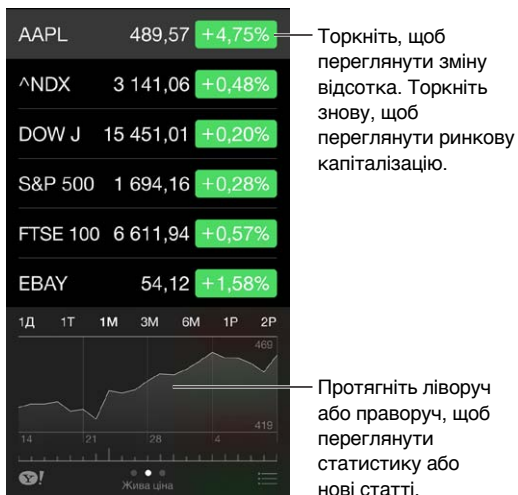 AAPL 489,57 +4,75%
^NDX 3 141,06 +0,48%
DOW J 15 451,01 +0,20%
S&P 500 1 694,16 +0,28%
FTSE 100 6 611,94 +0,57%
EBAY 54,12 +1,58%
1Д 1Т 1М 3М 6М 1Р 2Р
469
419
14 21 28 4
Y!
Жива ціна
Торкніть, щоб
переглянути зміну
відсотка. Торкніть
знову, щоб
переглянути ринкову
капіталізацію.
Протягніть ліворуч
або праворуч, щоб
переглянути
статистику або
нові статті.